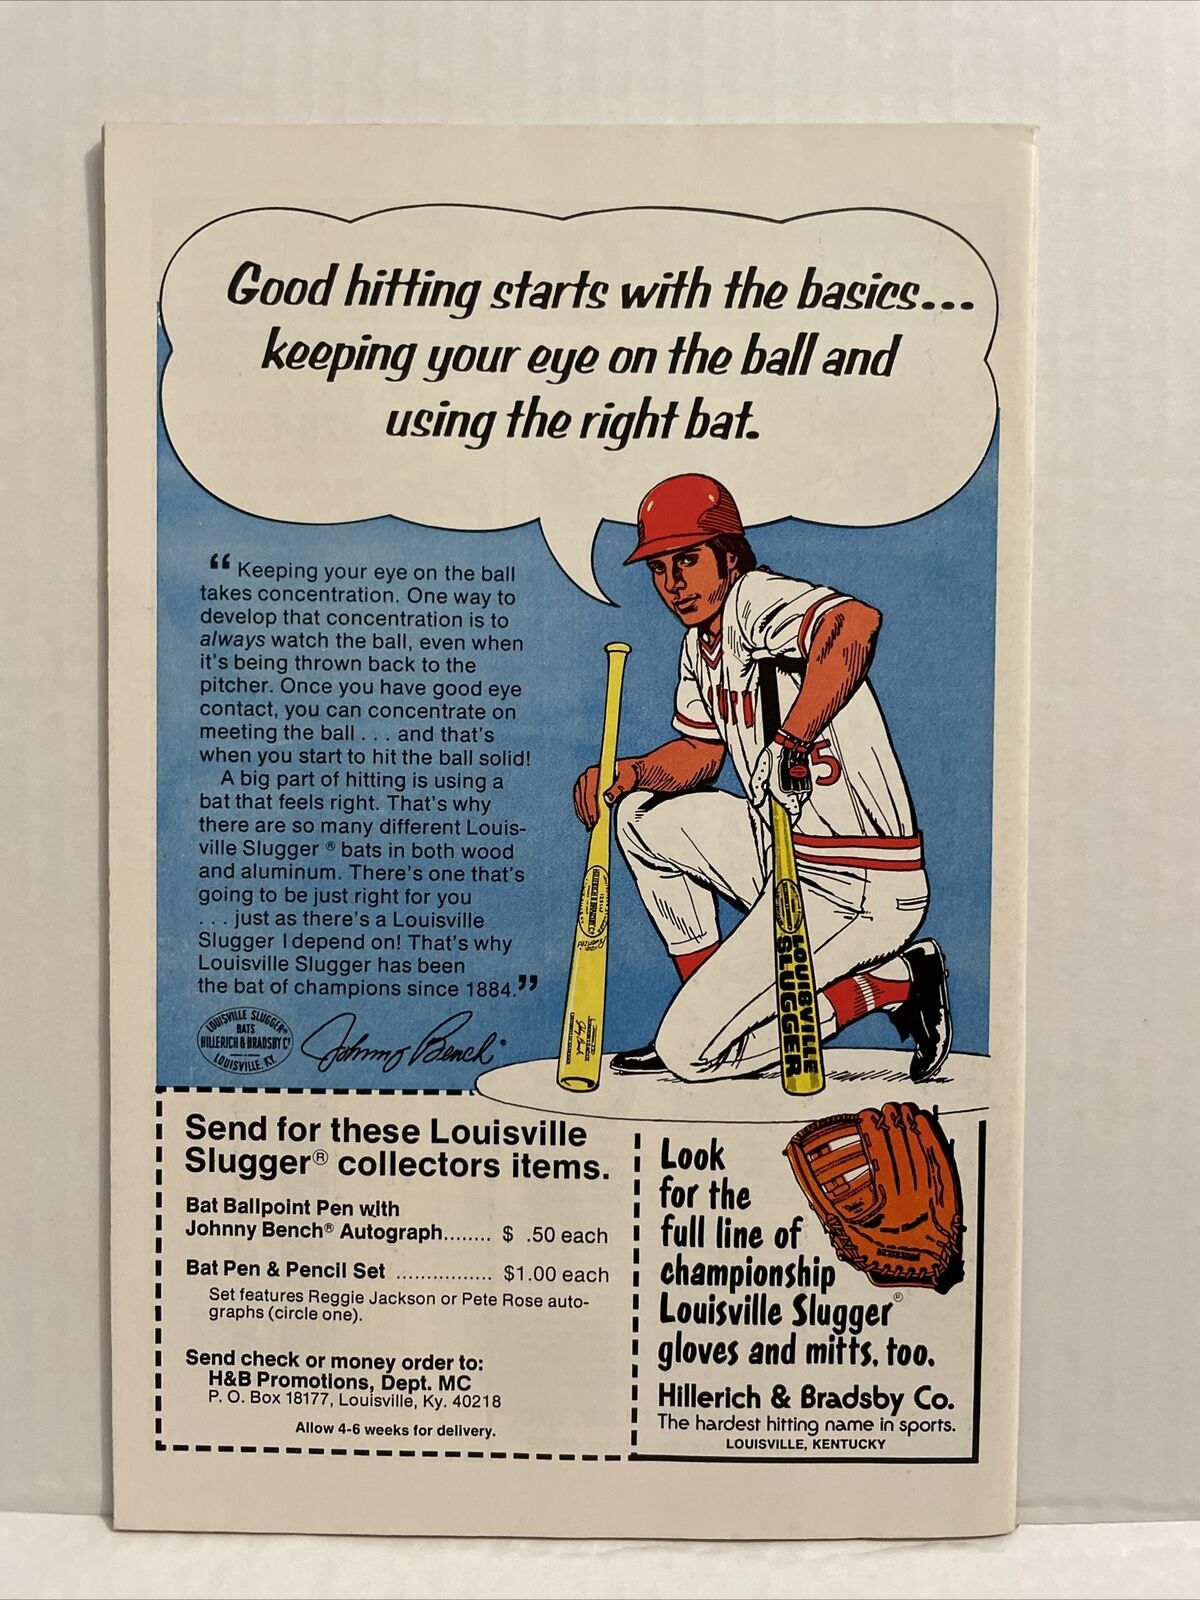 Good hitting starts with the basics...
keeping your eye on the ball and
using the right bat.
“ Keeping your eye on the ball
takes concentration. One way to
develop that concentration is to
always watch the ball, even when
it's being thrown back to the
pitcher. Once you have good eye
contact, you can concentrate on
meeting the ball . . . and that's
when you start to hit the ball solid!
A big part of hitting is using a
bat that feels right. That's why
there are so many different Louis-
ville Slugger ® bats in both wood
and aluminum. There's one that's
going to be just right for you
. . . just as there's a Louisville
Slugger I depend on! That's why
Louisville Slugger has been
the bat of champions since 1884.”
LOUISVILLE SLUGGER®
BATS
HILLERICH & BRADSBY Cº
LOUISVILLE. KY.
Johnny Bench
5
LOUISVILLE
SLUGGER
Send for these Louisville
Slugger® collectors items.
Bat Ballpoint Pen with
Johnny Bench® Autograph........ $ .50 each
Bat Pen & Pencil Set ................ $1.00 each
Set features Reggie Jackson or Pete Rose auto-
graphs (circle one).
Send check or money order to:
H&B Promotions, Dept. MC
P. O. Box 18177, Louisville, Ky. 40218
Allow 4-6 weeks for delivery.
Look
for the
full line of
championship
Louisville Slugger®
gloves and mitts, too.
Hillerich & Bradsby Co.
The hardest hitting name in sports.
LOUISVILLE, KENTUCKY